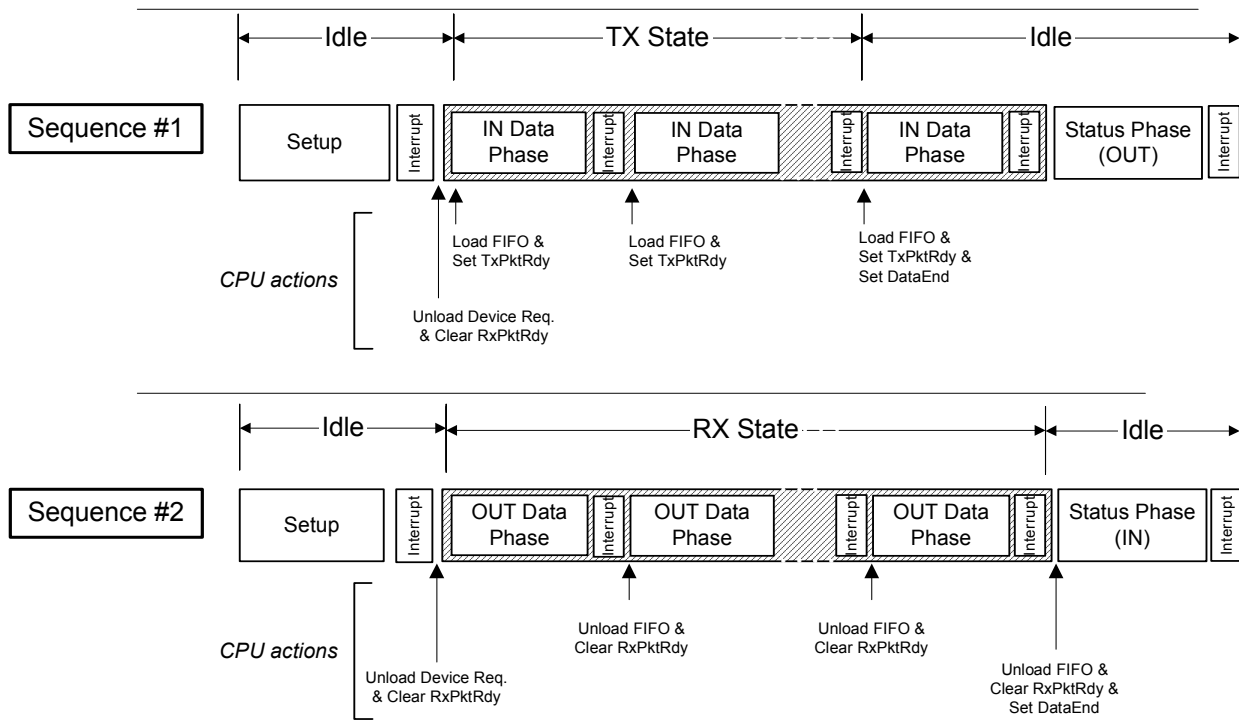 Idle
TX State
Idle
Sequence #1
Setup
Interrupt
IN Data
Phase
Interrupt
IN Data
Phase
Interrupt
IN Data
Phase
Interrupt
Status Phase
(OUT)
Interrupt
CPU actions
Load FIFO &
Set TxPktRdy
Load FIFO &
Set TxPktRdy
Load FIFO &
Set TxPktRdy &
Set DataEnd
Unload Device Req.
& Clear RxPktRdy
Idle
RX State
Idle
Sequence #2
Setup
Interrupt
OUT Data
Phase
Interrupt
OUT Data
Phase
Interrupt
OUT Data
Phase
Interrupt
Status Phase
(IN)
Interrupt
CPU actions
Unload FIFO &
Clear RxPktRdy
Unload FIFO &
Clear RxPktRdy
Unload Device Req.
& Clear RxPktRdy
Unload FIFO &
Clear RxPktRdy &
Set DataEnd